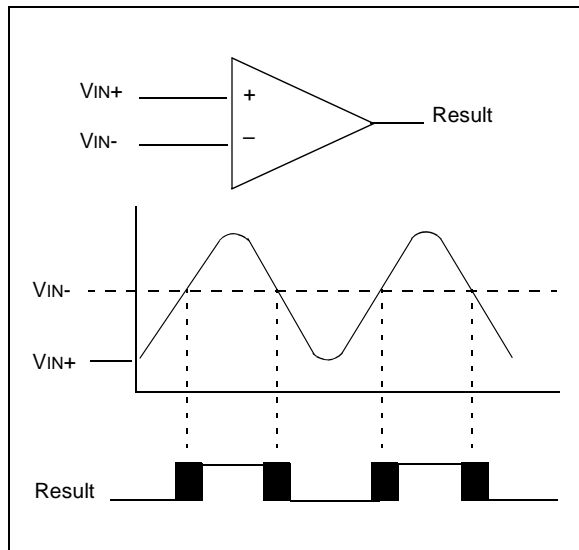 VIN+
+
Result
VIN-
–
VIN-
VIN+
Result